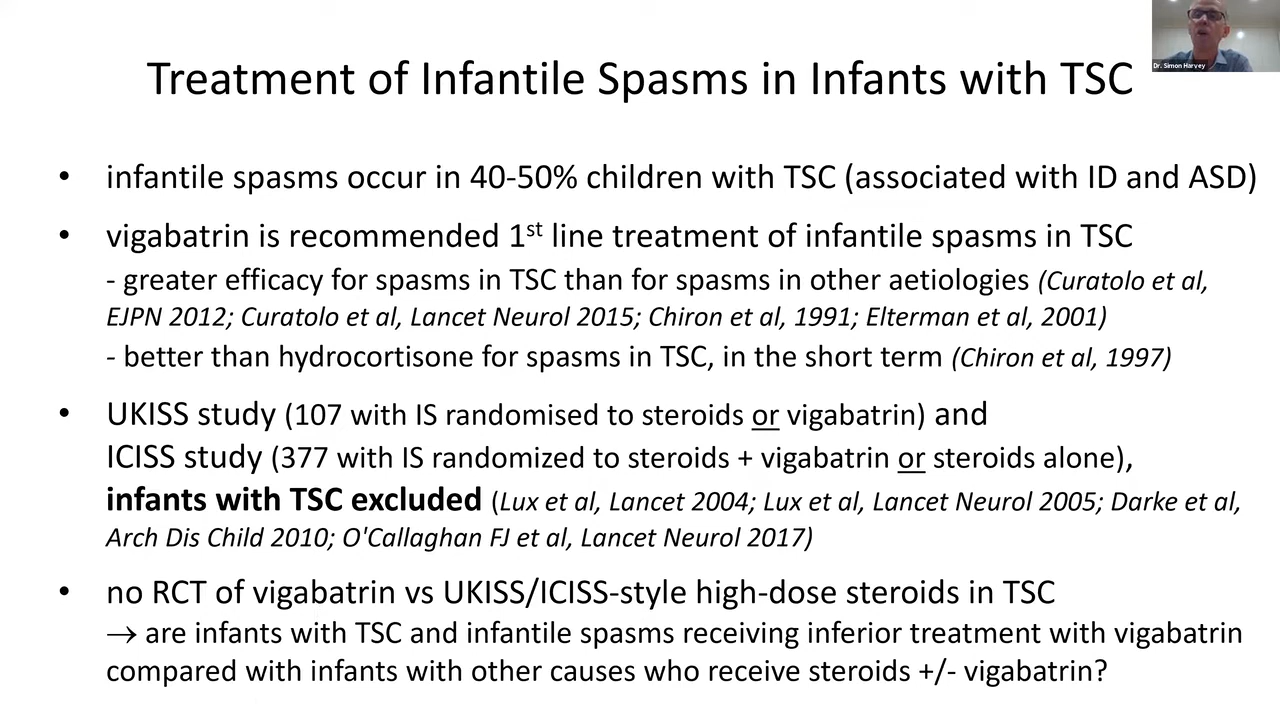 Dr. Simon Harvey
Treatment of Infantile Spasms in Infants with TSC
• infantile spasms occur in 40-50% children with TSC (associated with ID and ASD)
• vigabatrin is recommended 1st line treatment of infantile spasms in TSC
- greater efficacy for spasms in TSC than for spasms in other aetiologies (Curatolo et al,
EJPN 2012; Curatolo et al, Lancet Neurol 2015; Chiron et al, 1991; Elterman et al, 2001)
- better than hydrocortisone for spasms in TSC, in the short term (Chiron et al, 1997)
• UKISS study (107 with IS randomised to steroids or vigabatrin) and
ICISS study (377 with IS randomized to steroids + vigabatrin or steroids alone),
infants with TSC excluded (Lux et al, Lancet 2004; Lux et al, Lancet Neurol 2005; Darke et al,
Arch Dis Child 2010; O'Callaghan FJ et al, Lancet Neurol 2017)
• no RCT of vigabatrin vs UKISS/ICISS-style high-dose steroids in TSC
→ are infants with TSC and infantile spasms receiving inferior treatment with vigabatrin
compared with infants with other causes who receive steroids +/- vigabatrin?